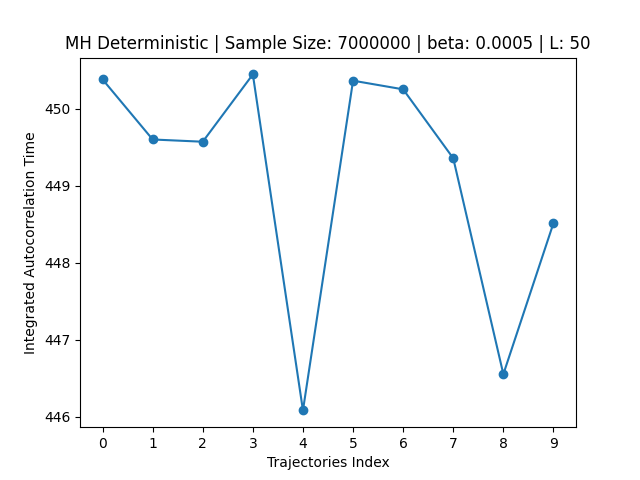 MH Deterministic | Sample Size: 7000000 | beta: 0.0005 | L: 50
Integrated Autocorrelation Time
450
449
448
447
446
0 1 2 3 4 5 6 7 8 9
Trajectories Index